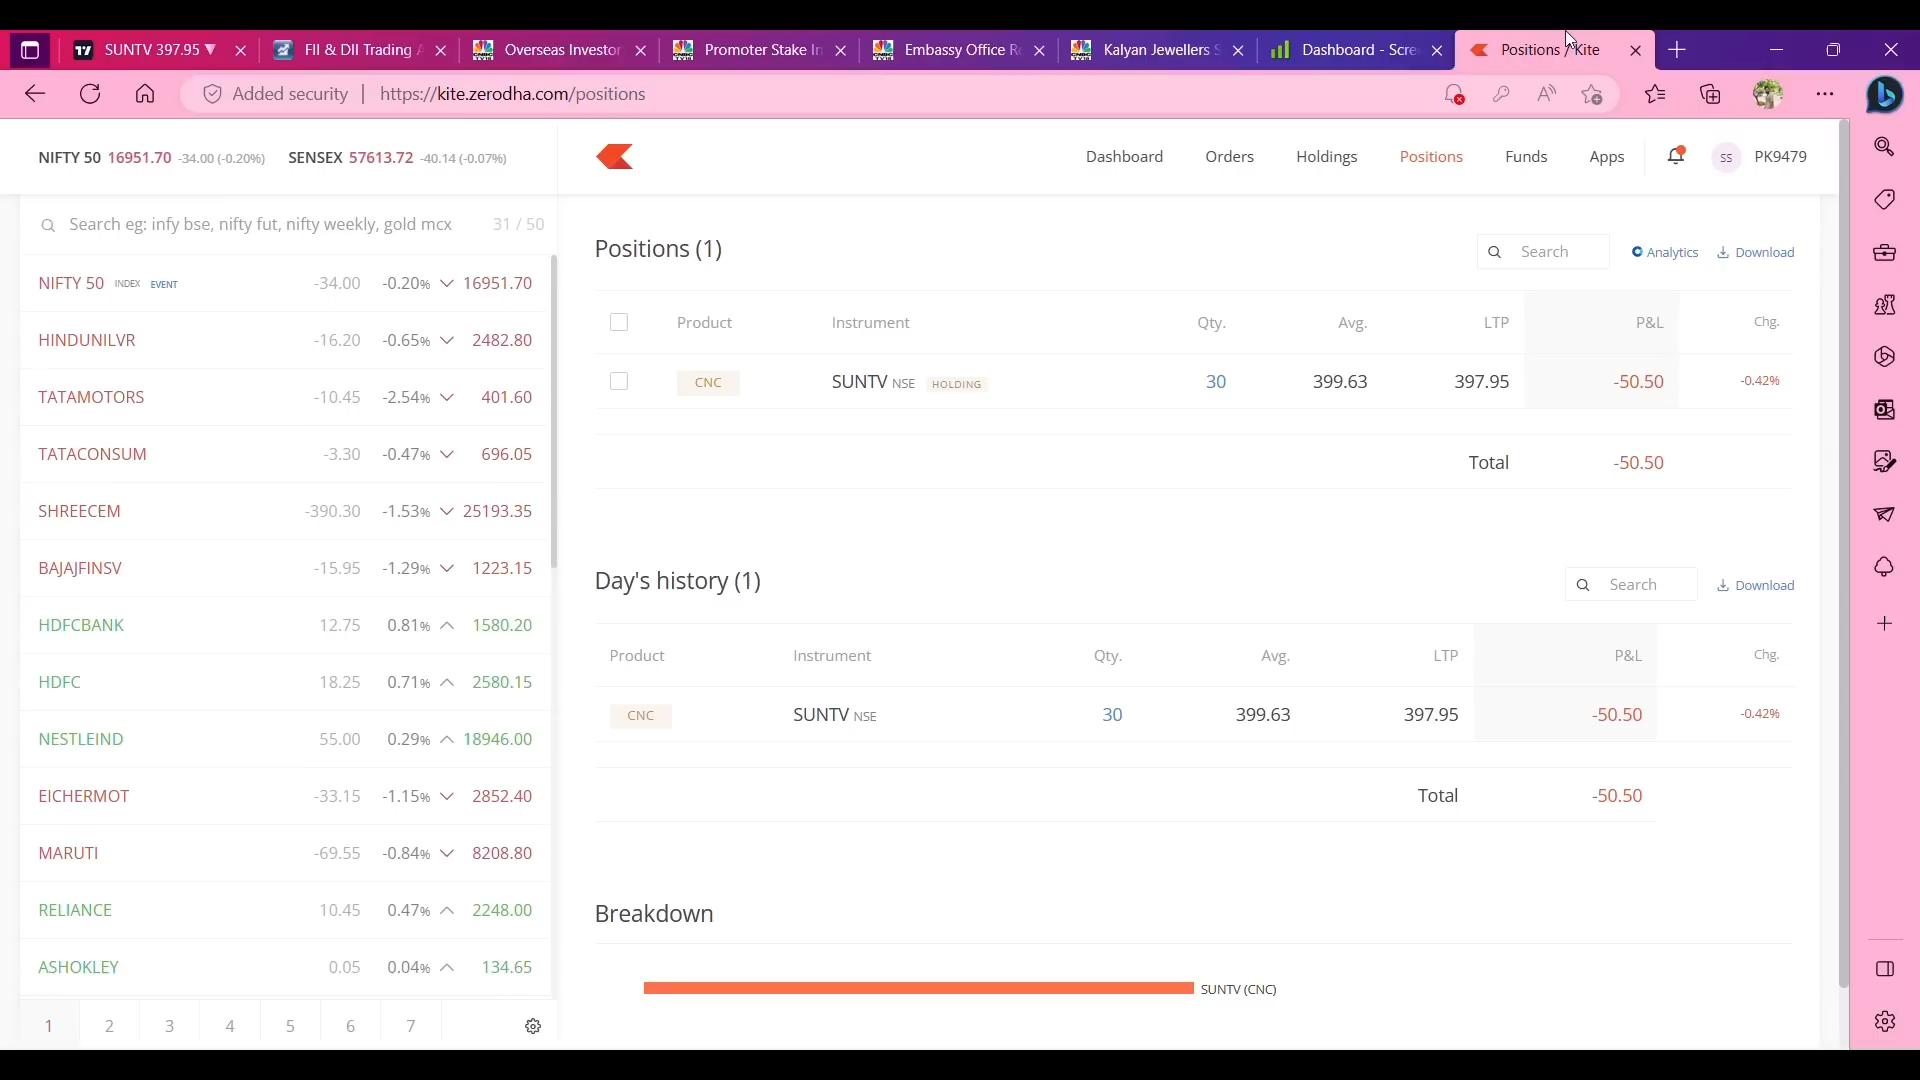 SUNTV 397.95 ▼
FII & DII Trading A
Overseas Investor
Promoter Stake In
Embassy Office Re
Kalyan Jewellers S
Dashboard - Scre
Positions / Kite
Added security
https://kite.zerodha.com/positions
NIFTY 50 16951.70 -34.00 (-0.20%) SENSEX 57613.72 -40.14 (-0.07%)
Dashboard Orders Holdings Positions Funds Apps SS PK9479
Search eg: infy bse, nifty fut, nifty weekly, gold mcx 31 / 50
NIFTY 50 INDEX EVENT -34.00 -0.20% 16951.70
HINDUNILVR -16.20 -0.65% 2482.80
TATAMOTORS -10.45 -2.54% 401.60
TATACONSUM -3.30 -0.47% 696.05
SHREECEM -390.30 -1.53% 25193.35
BAJAJFINSV -15.95 -1.29% 1223.15
HDFCBANK 12.75 0.81% 1580.20
HDFC 18.25 0.71% 2580.15
NESTLEIND 55.00 0.29% 18946.00
EICHERMOT -33.15 -1.15% 2852.40
MARUTI -69.55 -0.84% 8208.80
RELIANCE 10.45 0.47% 2248.00
ASHOKLEY 0.05 0.04% 134.65
1 2 3 4 5 6 7
Positions (1) Search Analytics Download
Product Instrument Qty. Avg. LTP P&L Chg.
CNC SUNTV NSE HOLDING 30 399.63 397.95 -50.50 -0.42%
Total -50.50
Day's history (1) Search Download
Product Instrument Qty. Avg. LTP P&L Chg.
CNC SUNTV NSE 30 399.63 397.95 -50.50 -0.42%
Total -50.50
Breakdown
SUNTV (CNC)